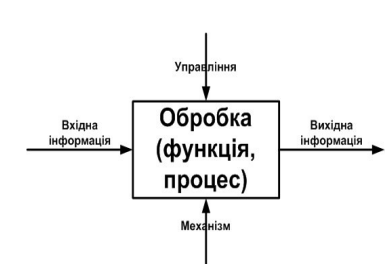 Управління
Вхідна
інформація
Обробка
(функція,
процес)
Вихідна
інформація
Механізм